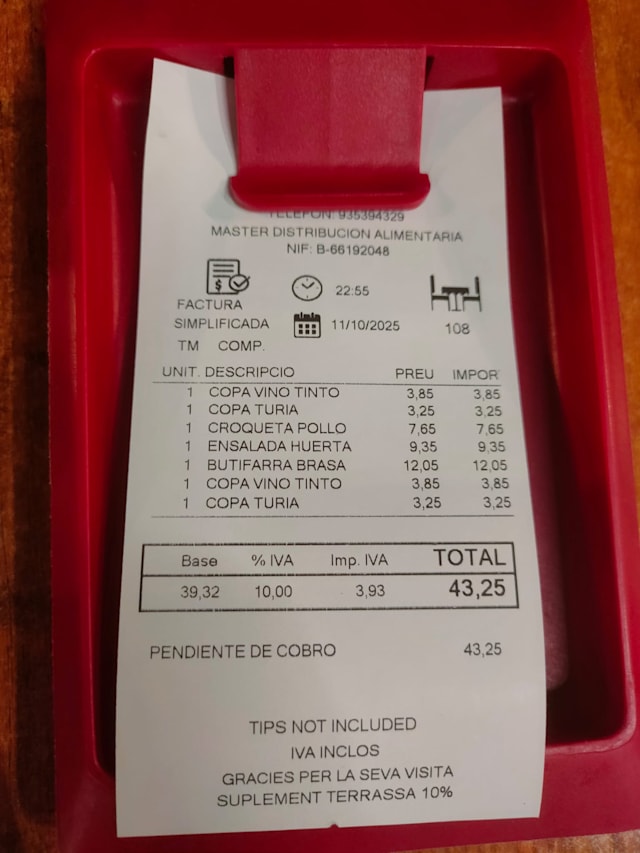 TELEFON: 935394329
MASTER DISTRIBUCION ALIMENTARIA
NIF: B-66192048
$
22:55
FACTURA
SIMPLIFICADA
11/10/2025
108
TM COMP.
UNIT. DESCRIPCIO PREU IMPOR
1 COPA VINO TINTO 3,85 3,85
1 COPA TURIA 3,25 3,25
1 CROQUETA POLLO 7,65 7,65
1 ENSALADA HUERTA 9,35 9,35
1 BUTIFARRA BRASA 12,05 12,05
1 COPA VINO TINTO 3,85 3,85
1 COPA TURIA 3,25 3,25
Base % IVA Imp. IVA TOTAL
39,32 10,00 3,93 43,25
PENDIENTE DE COBRO 43,25
TIPS NOT INCLUDED
IVA INCLOS
GRACIES PER LA SEVA VISITA
SUPLEMENT TERRASSA 10%